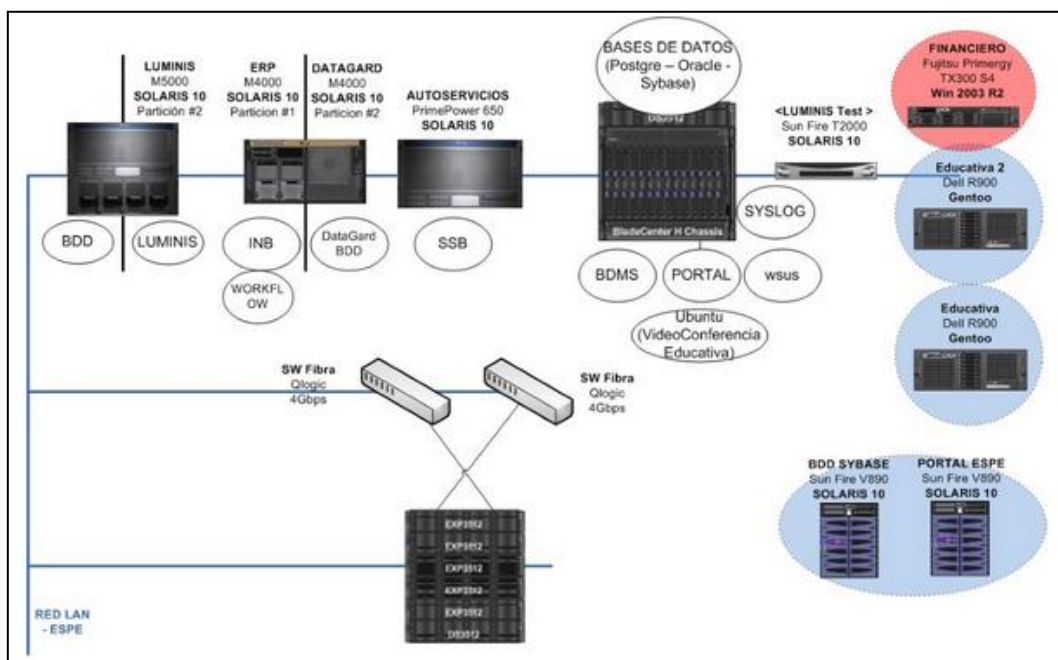 LUMINIS
M5000
SOLARIS 10
Partición #2
ERP
M4000
SOLARIS 10
Particion #1
DATAGARD
M4000
SOLARIS 10
Particion #2
AUTOSERVICIOS
PrimePower 650
SOLARIS 10
BASES DE DATOS
(Postgre – Oracle -
Sybase)
BladeCenter H Chassis
<LUMINIS Test >
Sun Fire T2000
SOLARIS 10
FINANCIERO
Fujitsu Primergy
TX300 S4
Win 2003 R2
Educativa 2
Dell R900
Gentoo
BDD
LUMINIS
INB
WORKFL
OW
DataGard
BDD
SSB
SYSLOG
BDMS
PORTAL
wsus
Ubuntu
(VideoConferencia
Educativa)
Educativa
Dell R900
Gentoo
SW Fibra
Qlogic
4Gbps
SW Fibra
Qlogic
4Gbps
BDD SYBASE
Sun Fire V890
SOLARIS 10
PORTAL ESPE
Sun Fire V890
SOLARIS 10
EXP3512
EXP3512
EXP3512
EXP3512
EXP3512
RED LAN
- ESPE